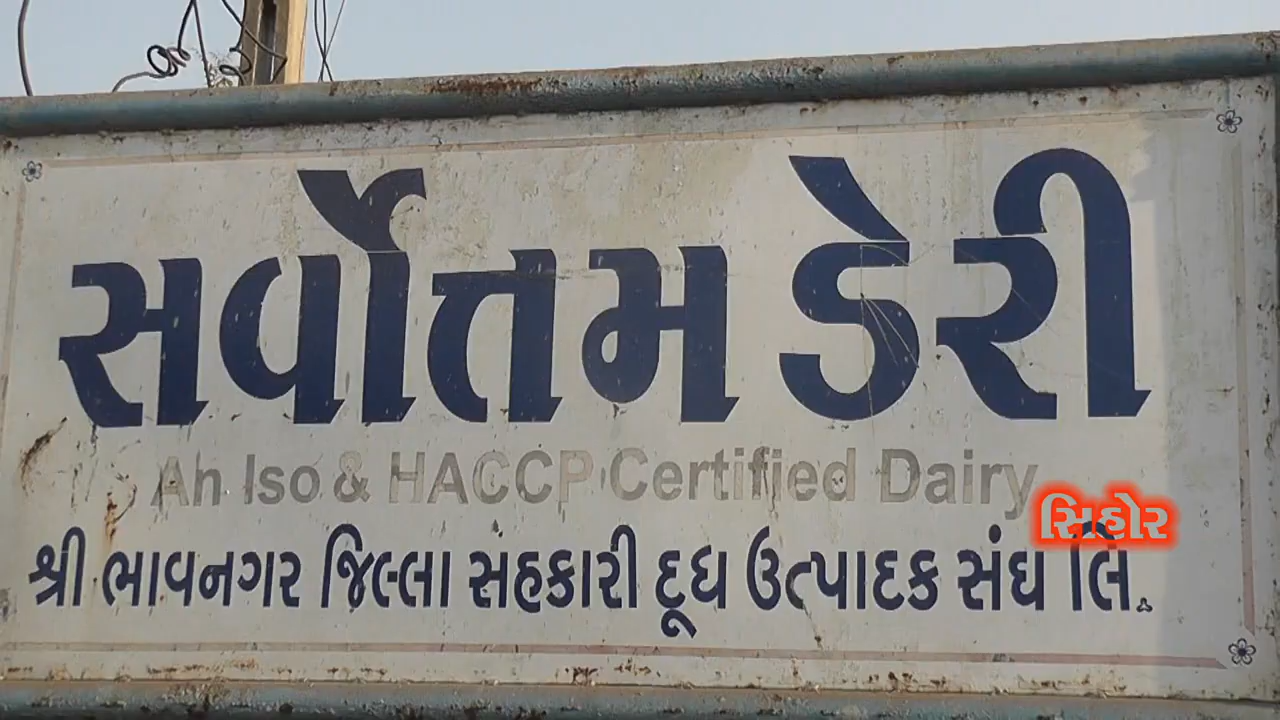 સર્વોત્તમ ડેરી
An Iso & HACCP Certified Dairy
સિહોર
શ્રી ભાવનગર જિલ્લા સહકારી દૂધ ઉત્પાદક સંઘ લિ.